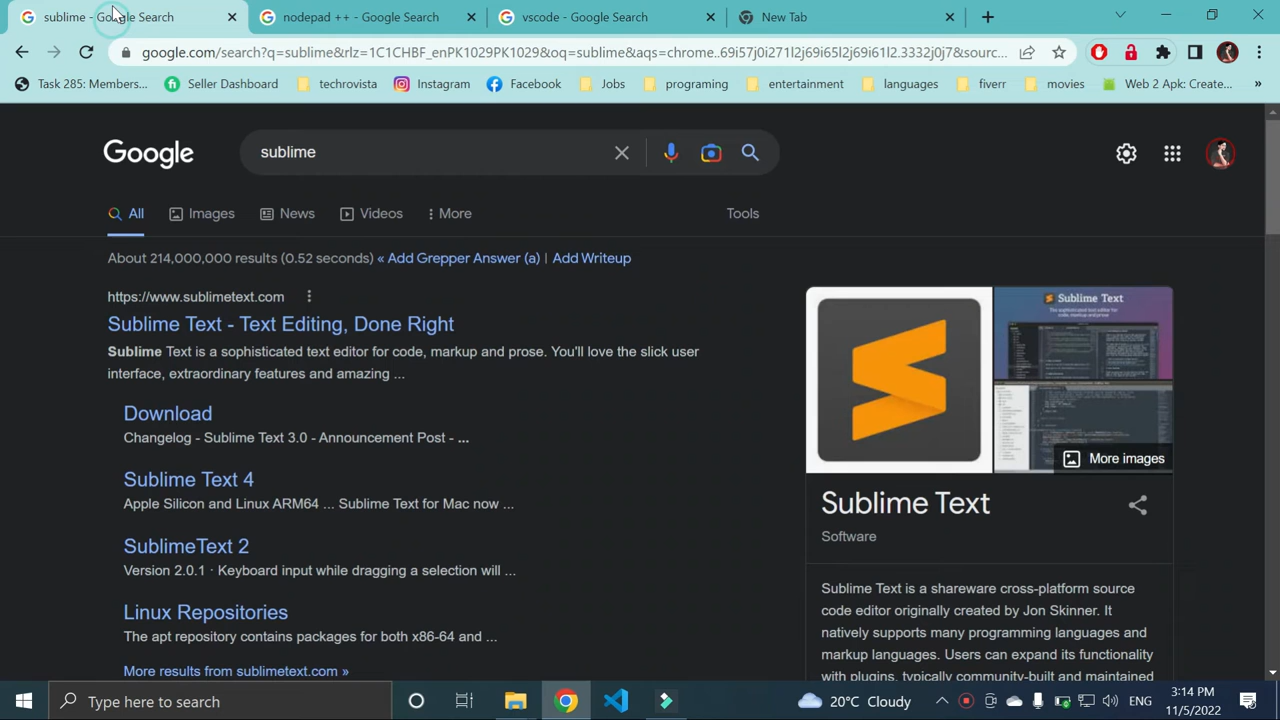 sublime - Google Search
nodepad ++ - Google Search
vscode - Google Search
New Tab
google.com/search?q=sublime&rlz=1C1CHBF_enPK1029PK1029&oq=sublime&aqs=chrome..69i57j0i271l2j69i65l2j69i61l2.3332j0j7&sourc...
Task 285: Members...
Seller Dashboard
techrovista
Instagram
Facebook
Jobs
programing
entertainment
languages
fiverr
movies
Web 2 Apk: Create...
»
Google
sublime
All
Images
News
Videos
More
Tools
About 214,000,000 results (0.52 seconds) « Add Grepper Answer (a) | Add Writeup
https://www.sublimetext.com
Sublime Text - Text Editing, Done Right
Sublime Text is a sophisticated text editor for code, markup and prose. You'll love the slick user
interface, extraordinary features and amazing ...
Download
Changelog - Sublime Text 3.0 - Announcement Post - ...
Sublime Text 4
Apple Silicon and Linux ARM64 ... Sublime Text for Mac now ...
SublimeText 2
Version 2.0.1 · Keyboard input while dragging a selection will ...
Linux Repositories
The apt repository contains packages for both x86-64 and ...
More results from sublimetext.com »
Sublime Text
More images
Sublime Text
Software
Sublime Text is a shareware cross-platform source
code editor originally created by Jon Skinner. It
natively supports many programming languages and
markup languages. Users can expand its functionality
with plugins, typically community-built and maintained
Type here to search
20°C Cloudy
ENG
3:14 PM
11/5/2022